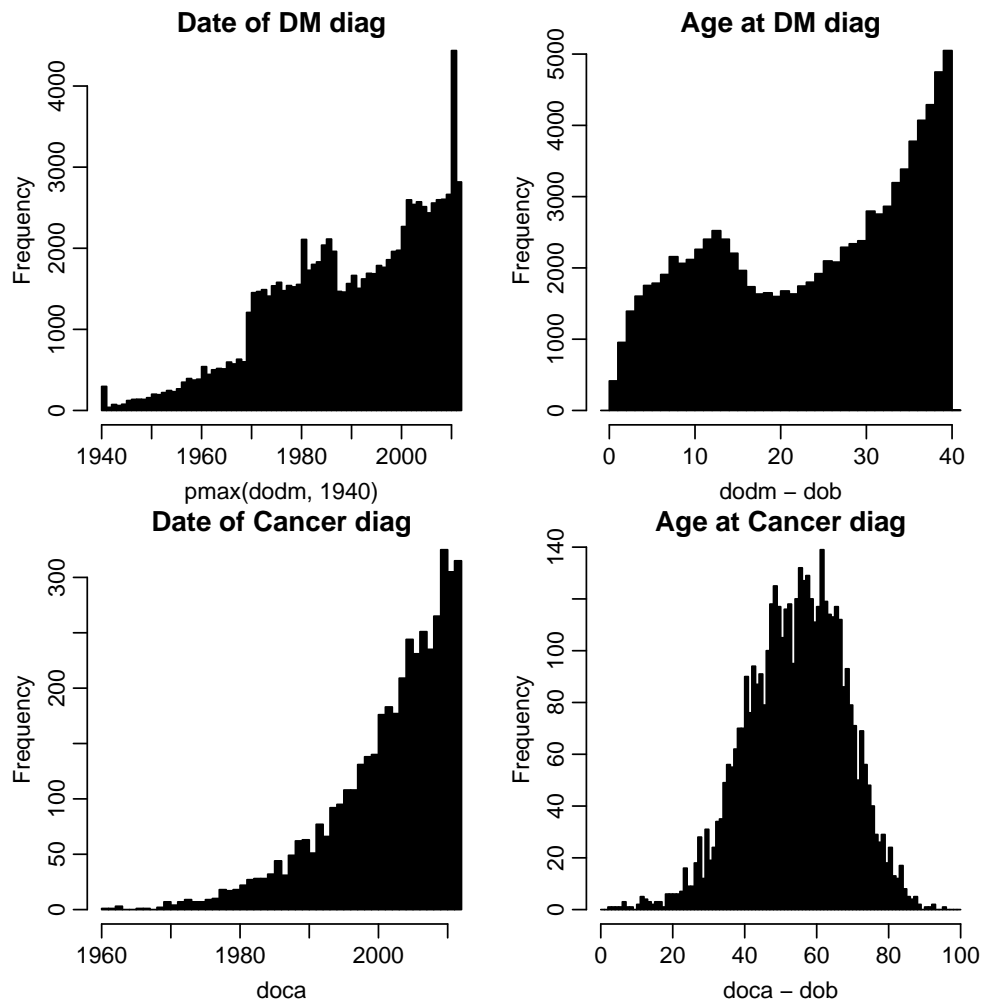 Date of DM diag
Frequency
0 1000 2000 3000 4000
1940 1960 1980 2000
pmax(dodm, 1940)
Age at DM diag
Frequency
0 1000 2000 3000 4000 5000
0 10 20 30 40
dodm − dob
Date of Cancer diag
Frequency
0 50 100 200 300
1960 1980 2000
doca
Age at Cancer diag
Frequency
0 20 40 60 80 100 140
0 20 40 60 80 100
doca − dob